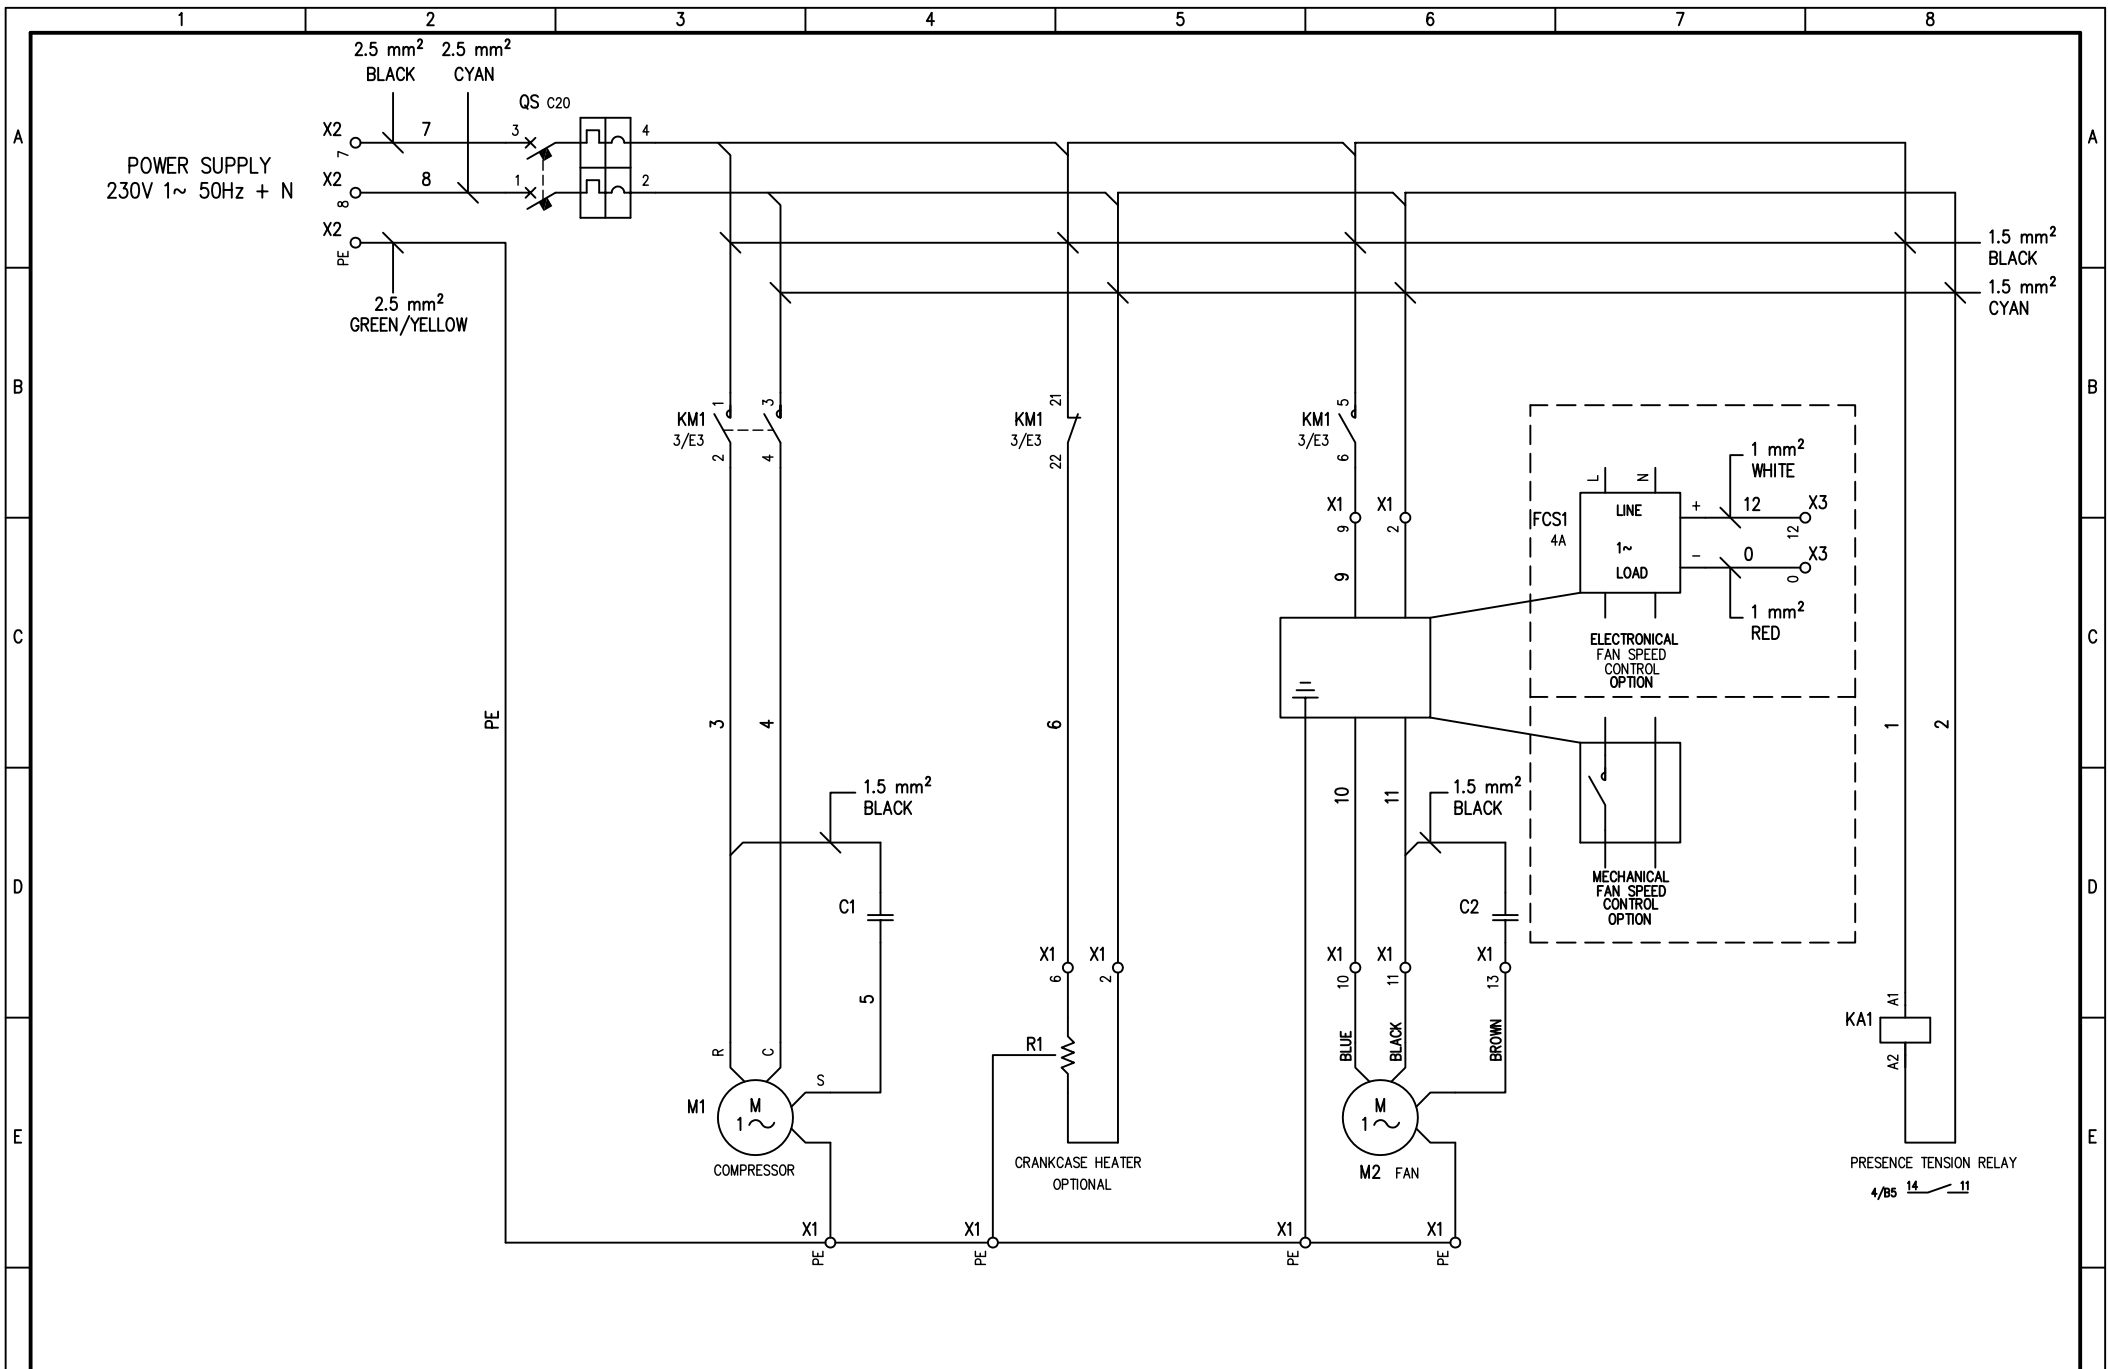 1 2 3 4 5 6 7 8
2.5 mm² 2.5 mm²
BLACK CYAN
QS C20
A A
X2 7 3 4
7
POWER SUPPLY
230V 1~ 50Hz + N
X2 8 1 2
8
X2
PE
1.5 mm²
BLACK
1.5 mm²
CYAN
2.5 mm²
GREEN/YELLOW
B B
1 3 21 5
KM1 KM1 KM1
3/E3 3/E3 3/E3
2 4 22 6
1 mm²
WHITE
L N
X1 X1
9 2
FCS1
4A
LINE
1~
LOAD
+ 12 X3
12
- 0 X3
0
9
1 mm²
RED
C C
ELECTRONICAL
FAN SPEED
CONTROL
OPTION
PE 3 4 6 1 2
1.5 mm²
BLACK
10 11
1.5 mm²
BLACK
D D
MECHANICAL
FAN SPEED
CONTROL
OPTION
C1 C2
X1 X1 X1 X1 X1
6 2 10 11 13
5
A1
KA1
A2
R C
S
R1
BLUE BLACK BROWN
M1 M
1~
M
1~
E E
COMPRESSOR
CRANKCASE HEATER
OPTIONAL
M2 FAN
PRESENCE TENSION RELAY
4/B5 14 11
X1 X1 X1 X1
PE PE PE PE